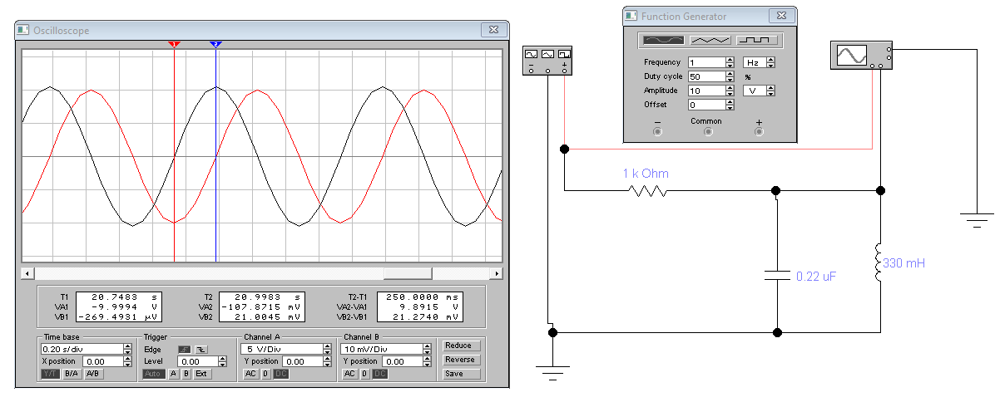 Oscilloscope
1
2
T1 20.7483 s
VA1 -9.9994 V
VB1 -269.4931 µV
T2 20.9983 s
VA2 -107.8715 mV
VB2 21.0045 mV
T2-T1 250.0000 ms
VA2-VA1 9.8915 V
VB2-VB1 21.2740 mV
Time base
0.20 s/div
X position 0.00
Y/T B/A A/B
Trigger
Edge
Level 0.00
Auto A B Ext
Channel A
5 V/Div
Y position 0.00
AC 0 DC
Channel B
10 mV/Div
Y position 0.00
AC 0 DC
Reduce
Reverse
Save
Function Generator
Frequency 1 Hz
Duty cycle 50 %
Amplitude 10 V
Offset 0
− Common +
− +
1 k Ohm
0.22 uF
330 mH